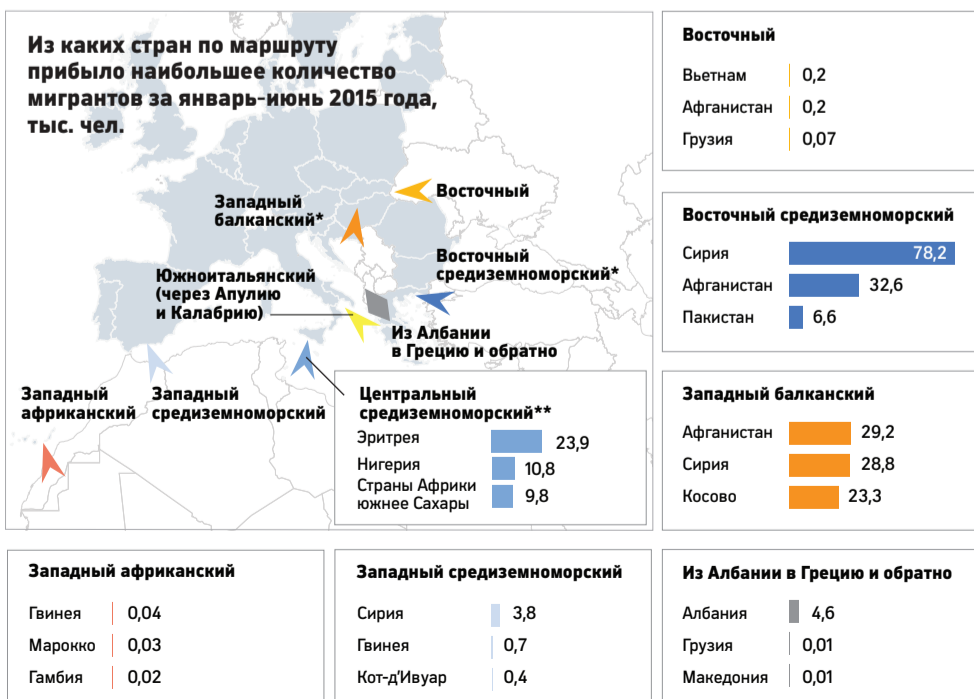 Из каких стран по маршруту
прибыло наибольшее количество
мигрантов за январь-июнь 2015 года,
тыс. чел.
Восточный
Западный
балканский*
Восточный
средиземноморский*
Южноитальянский
(через Апулию
и Калабрию)
Из Албании
в Грецию и обратно
Западный
африканский
Западный
средиземноморский
Центральный
средиземноморский**
Эритрея 23,9
Нигерия 10,8
Страны Африки
южнее Сахары 9,8
Восточный
Вьетнам 0,2
Афганистан 0,2
Грузия 0,07
Восточный средиземноморский
Сирия 78,2
Афганистан 32,6
Пакистан 6,6
Западный балканский
Афганистан 29,2
Сирия 28,8
Косово 23,3
Западный африканский
Гвинея 0,04
Марокко 0,03
Гамбия 0,02
Западный средиземноморский
Сирия 3,8
Гвинея 0,7
Кот-д'Ивуар 0,4
Из Албании в Грецию и обратно
Албания 4,6
Грузия 0,01
Македония 0,01